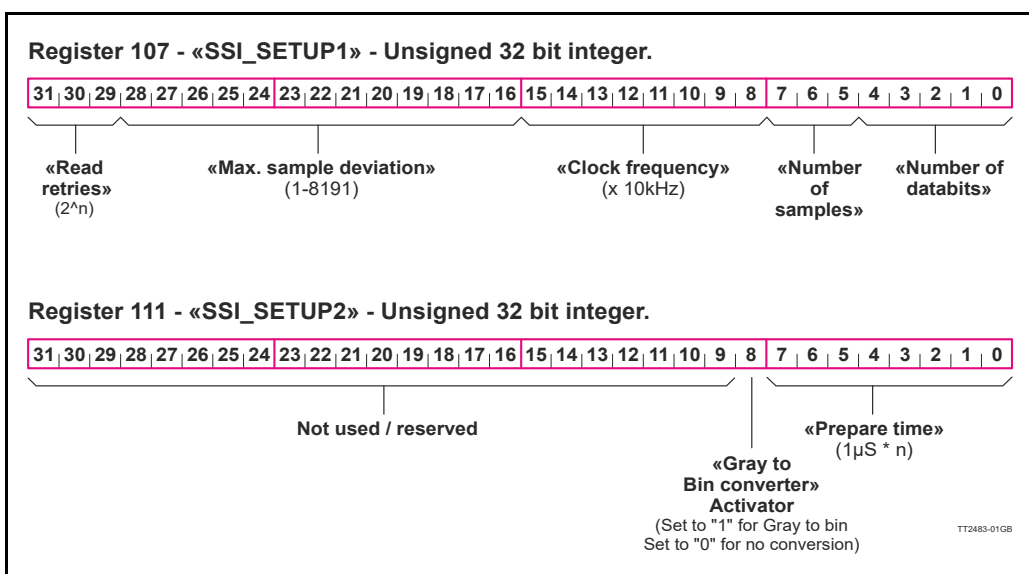 Register 107 - «SSI_SETUP1» - Unsigned 32 bit integer.
31 30 29 28 27 26 25 24 23 22 21 20 19 18 17 16 15 14 13 12 11 10 9 8 7 6 5 4 3 2 1 0
«Read
retries»
(2^n)
«Max. sample deviation»
(1-8191)
«Clock frequency»
(x 10kHz)
«Number
of
samples»
«Number of
databits»
Register 111 - «SSI_SETUP2» - Unsigned 32 bit integer.
31 30 29 28 27 26 25 24 23 22 21 20 19 18 17 16 15 14 13 12 11 10 9 8 7 6 5 4 3 2 1 0
Not used / reserved
«Gray to
Bin converter»
Activator
(Set to "1" for Gray to bin
Set to "0" for no conversion)
«Prepare time»
(1µS * n)
TT2483-01GB